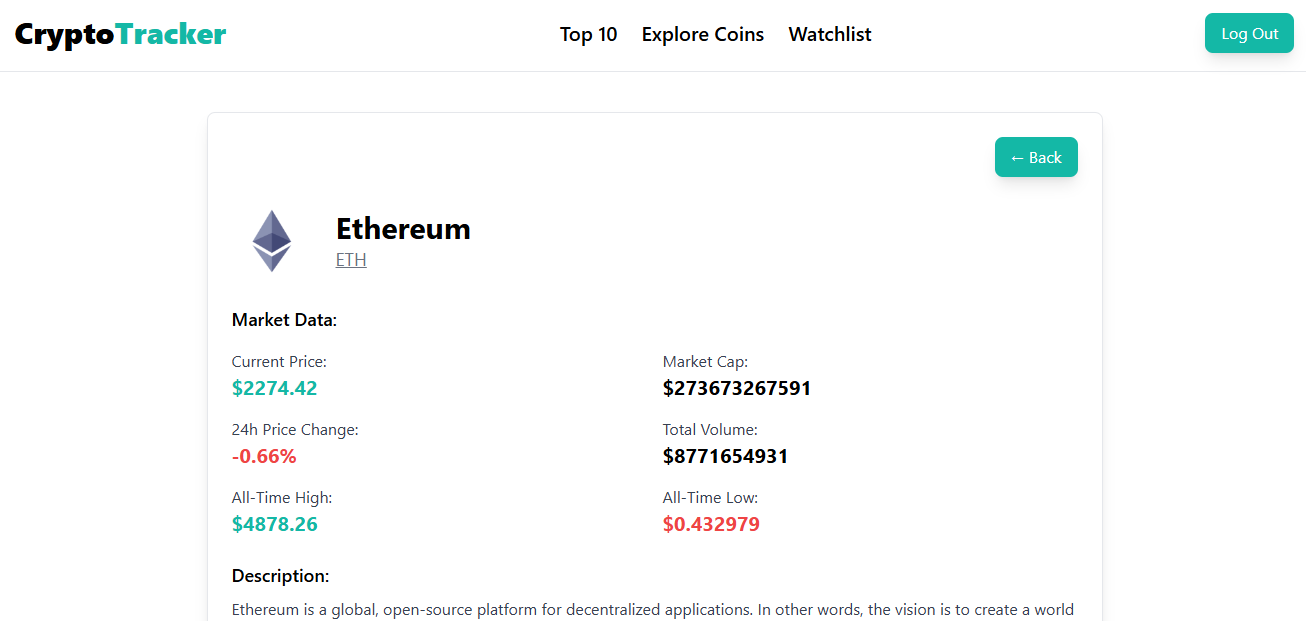 CryptoTracker
Top 10 Explore Coins Watchlist
Log Out
← Back
Ethereum
ETH
Market Data:
Current Price:
$2274.42
Market Cap:
$273673267591
24h Price Change:
-0.66%
Total Volume:
$8771654931
All-Time High:
$4878.26
All-Time Low:
$0.432979
Description:
Ethereum is a global, open-source platform for decentralized applications. In other words, the vision is to create a world